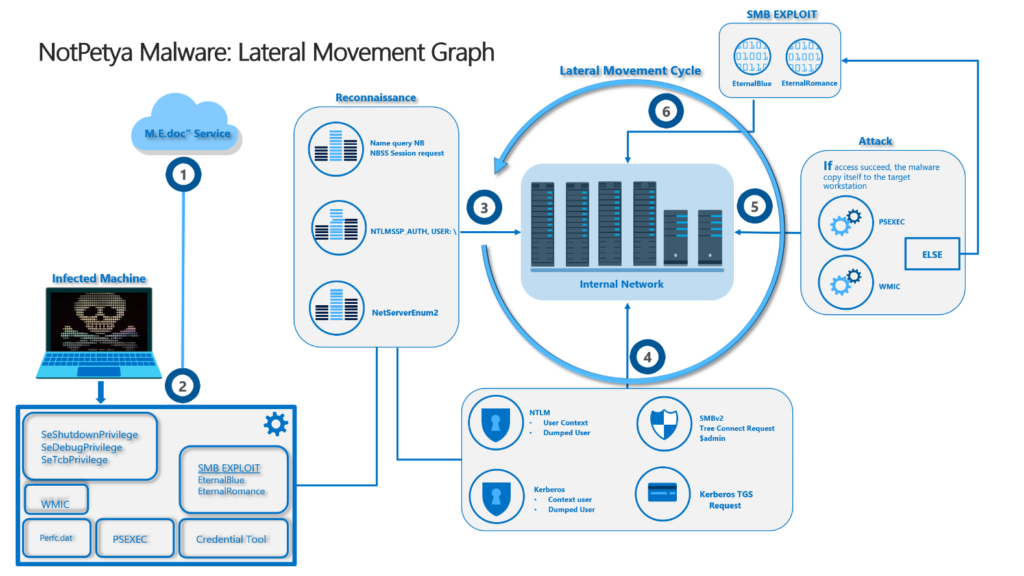 NotPetya Malware: Lateral Movement Graph
SMB EXPLOIT
EternalBlue
EternalRomance
Lateral Movement Cycle
6
Reconnaissance
Name query NB
NBSS Session request
NTLMSSP_AUTH, USER: \
NetServerEnum2
M.E.doc" Service
1
3
Internal Network
5
Attack
If access succeed, the malware
copy itself to the target
workstation
PSEXEC
ELSE
WMIC
4
Infected Machine
2
SeShutdownPrivilege
SeDebugPrivilege
SeTcbPrivilege
SMB EXPLOIT
EternalBlue
EternalRomance
WMIC
Perfc.dat
PSEXEC
Credential Tool
NTLM
• User Context
• Dumped User
SMBv2
Tree Connect Request
$admin
Kerberos
• Context user
• Dumped User
Kerberos TGS
Request